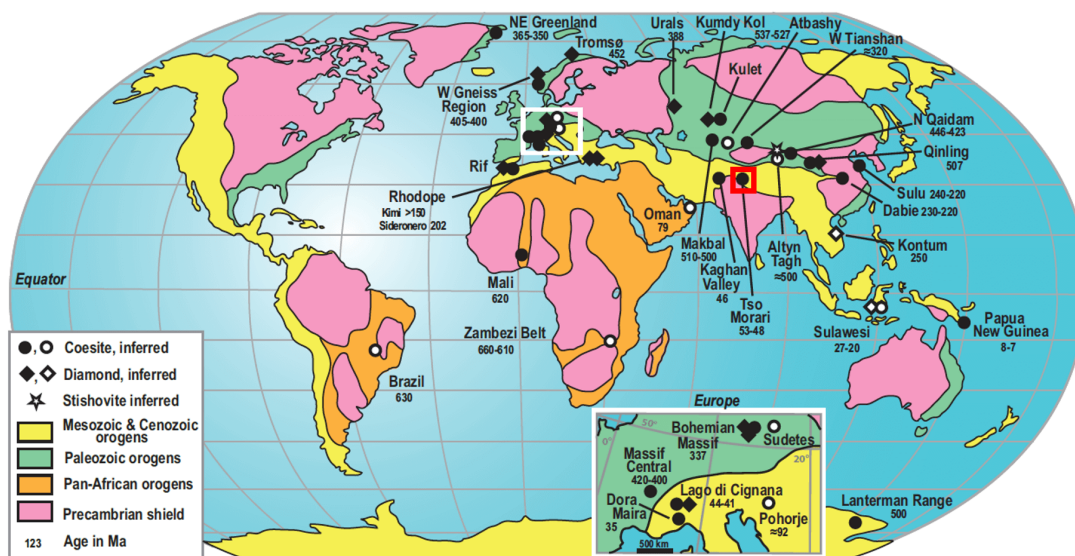 NE Greenland
365-350
Tromsø
452
Urals
388
Kumdy Kol
537-527
Atbashy
W Tianshan
≈320
Kulet
W Gneiss
Region
405-400
N Qaidam
446-423
Qinling
507
Rif
Rhodope
Kimi >150
Sideronero 202
Sulu 240-220
Dabie 230-220
Oman
79
Makbal
510-500
Kaghan
Valley
46
Altyn
Tagh
≈500
Kontum
250
Tso
Morari
53-48
Equator
Mali
620
Zambezi Belt
660-610
Brazil
630
Sulawesi
27-20
Papua
New Guinea
8-7
Coesite, inferred
Diamond, inferred
Stishovite inferred
Mesozoic & Cenozoic
orogens
Paleozoic orogens
Pan-African orogens
Precambrian shield
123 Age in Ma
Europe
50°
0°
20°
Bohemian
Massif
337
Sudetes
Massif
Central
420-400
Lago di Cignana
44-41
Dora
Maira
35
Pohorje
≈92
500 km
Lanterman Range
500